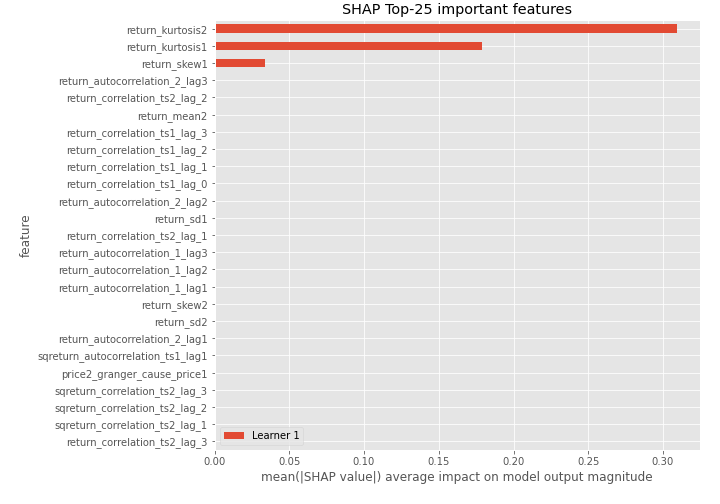 SHAP Top-25 important features
return_kurtosis2
return_kurtosis1
return_skew1
return_autocorrelation_2_lag3
return_correlation_ts2_lag_2
return_mean2
return_correlation_ts1_lag_3
return_correlation_ts1_lag_2
return_correlation_ts1_lag_1
return_correlation_ts1_lag_0
return_autocorrelation_2_lag2
return_sd1
return_correlation_ts2_lag_1
return_autocorrelation_1_lag3
return_autocorrelation_1_lag2
return_autocorrelation_1_lag1
return_skew2
return_sd2
return_autocorrelation_2_lag1
sqreturn_autocorrelation_ts1_lag1
price2_granger_cause_price1
sqreturn_correlation_ts2_lag_3
sqreturn_correlation_ts2_lag_2
sqreturn_correlation_ts2_lag_1
return_correlation_ts2_lag_3
feature
Learner 1
0.00 0.05 0.10 0.15 0.20 0.25 0.30
mean(|SHAP value|) average impact on model output magnitude